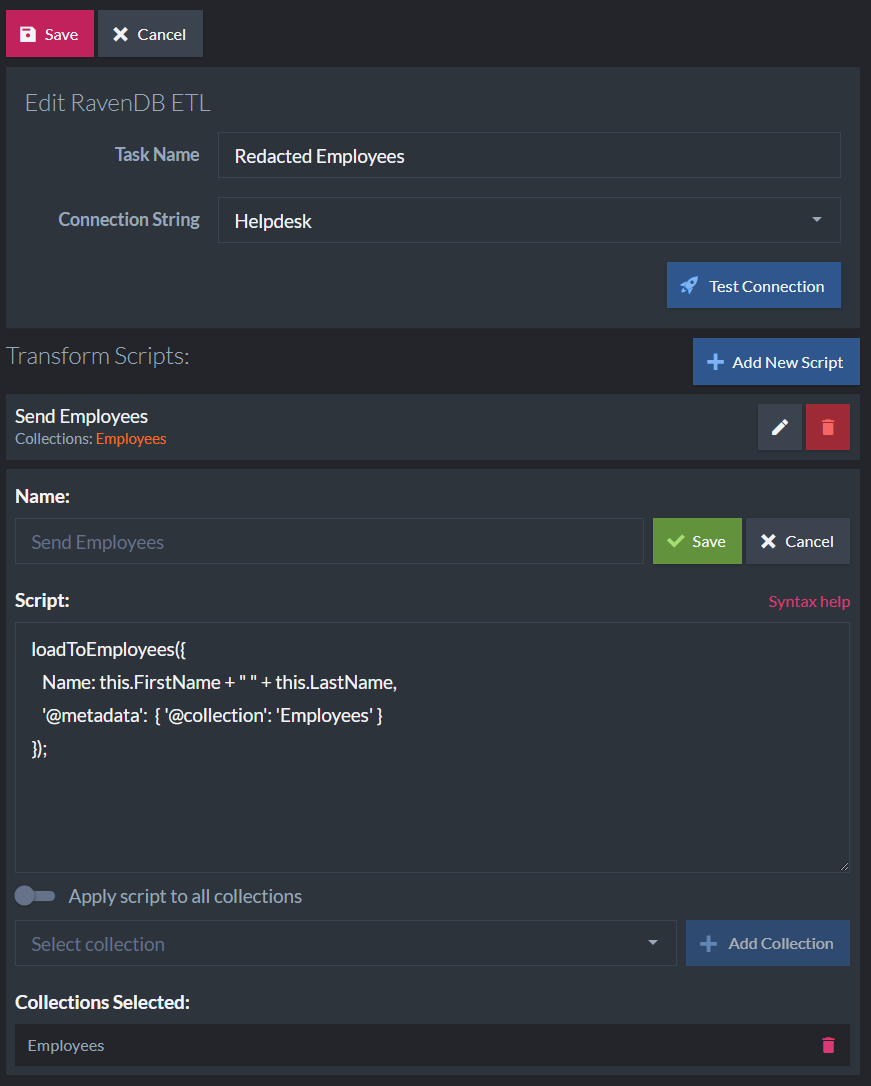 Save Cancel
Edit RavenDB ETL
Task Name Redacted Employees
Connection String Helpdesk
Test Connection
Transform Scripts:
Add New Script
Send Employees
Collections: Employees
Name:
Send Employees Save Cancel
Script: Syntax help
loadToEmployees({
Name: this.FirstName + " " + this.LastName,
'@metadata': { '@collection': 'Employees' }
});
Apply script to all collections
Select collection Add Collection
Collections Selected:
Employees